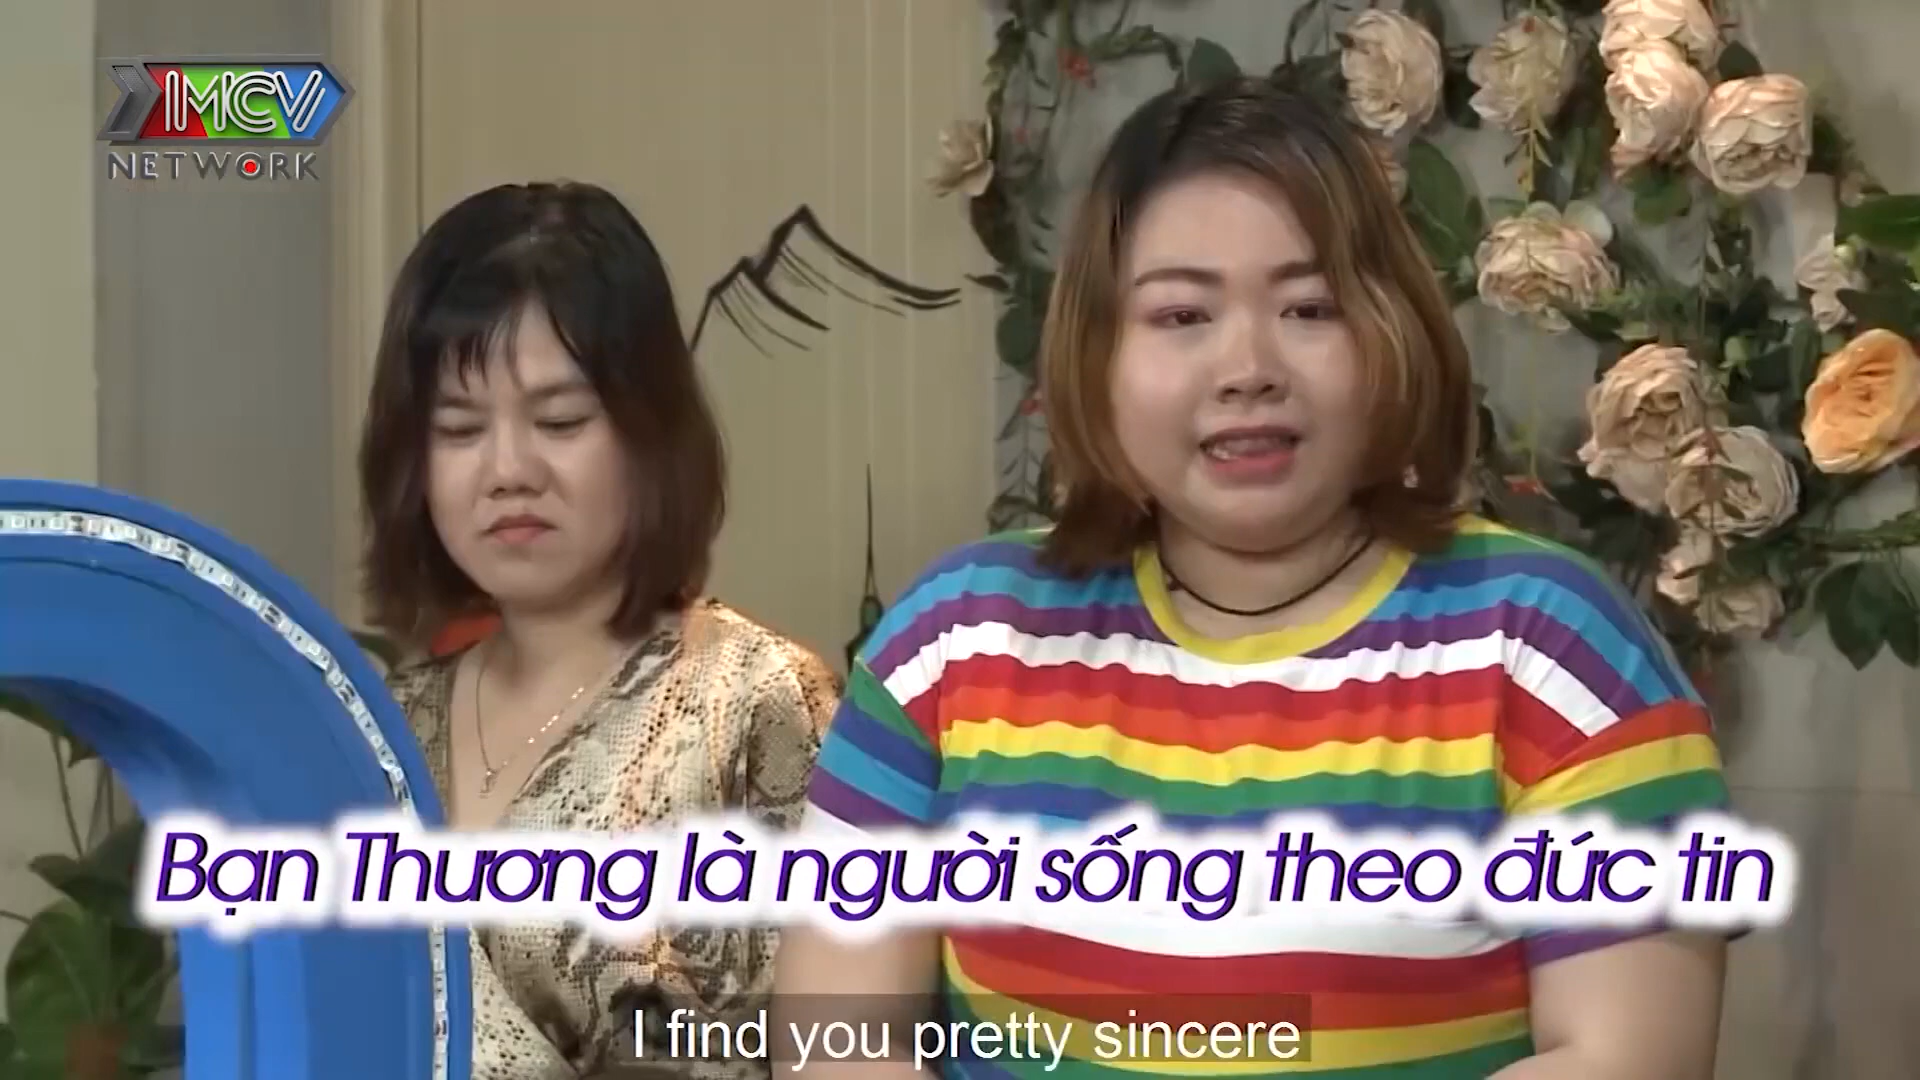 MCV
NETWORK
Bạn Thương là người sống theo đức tin
I find you pretty sincere